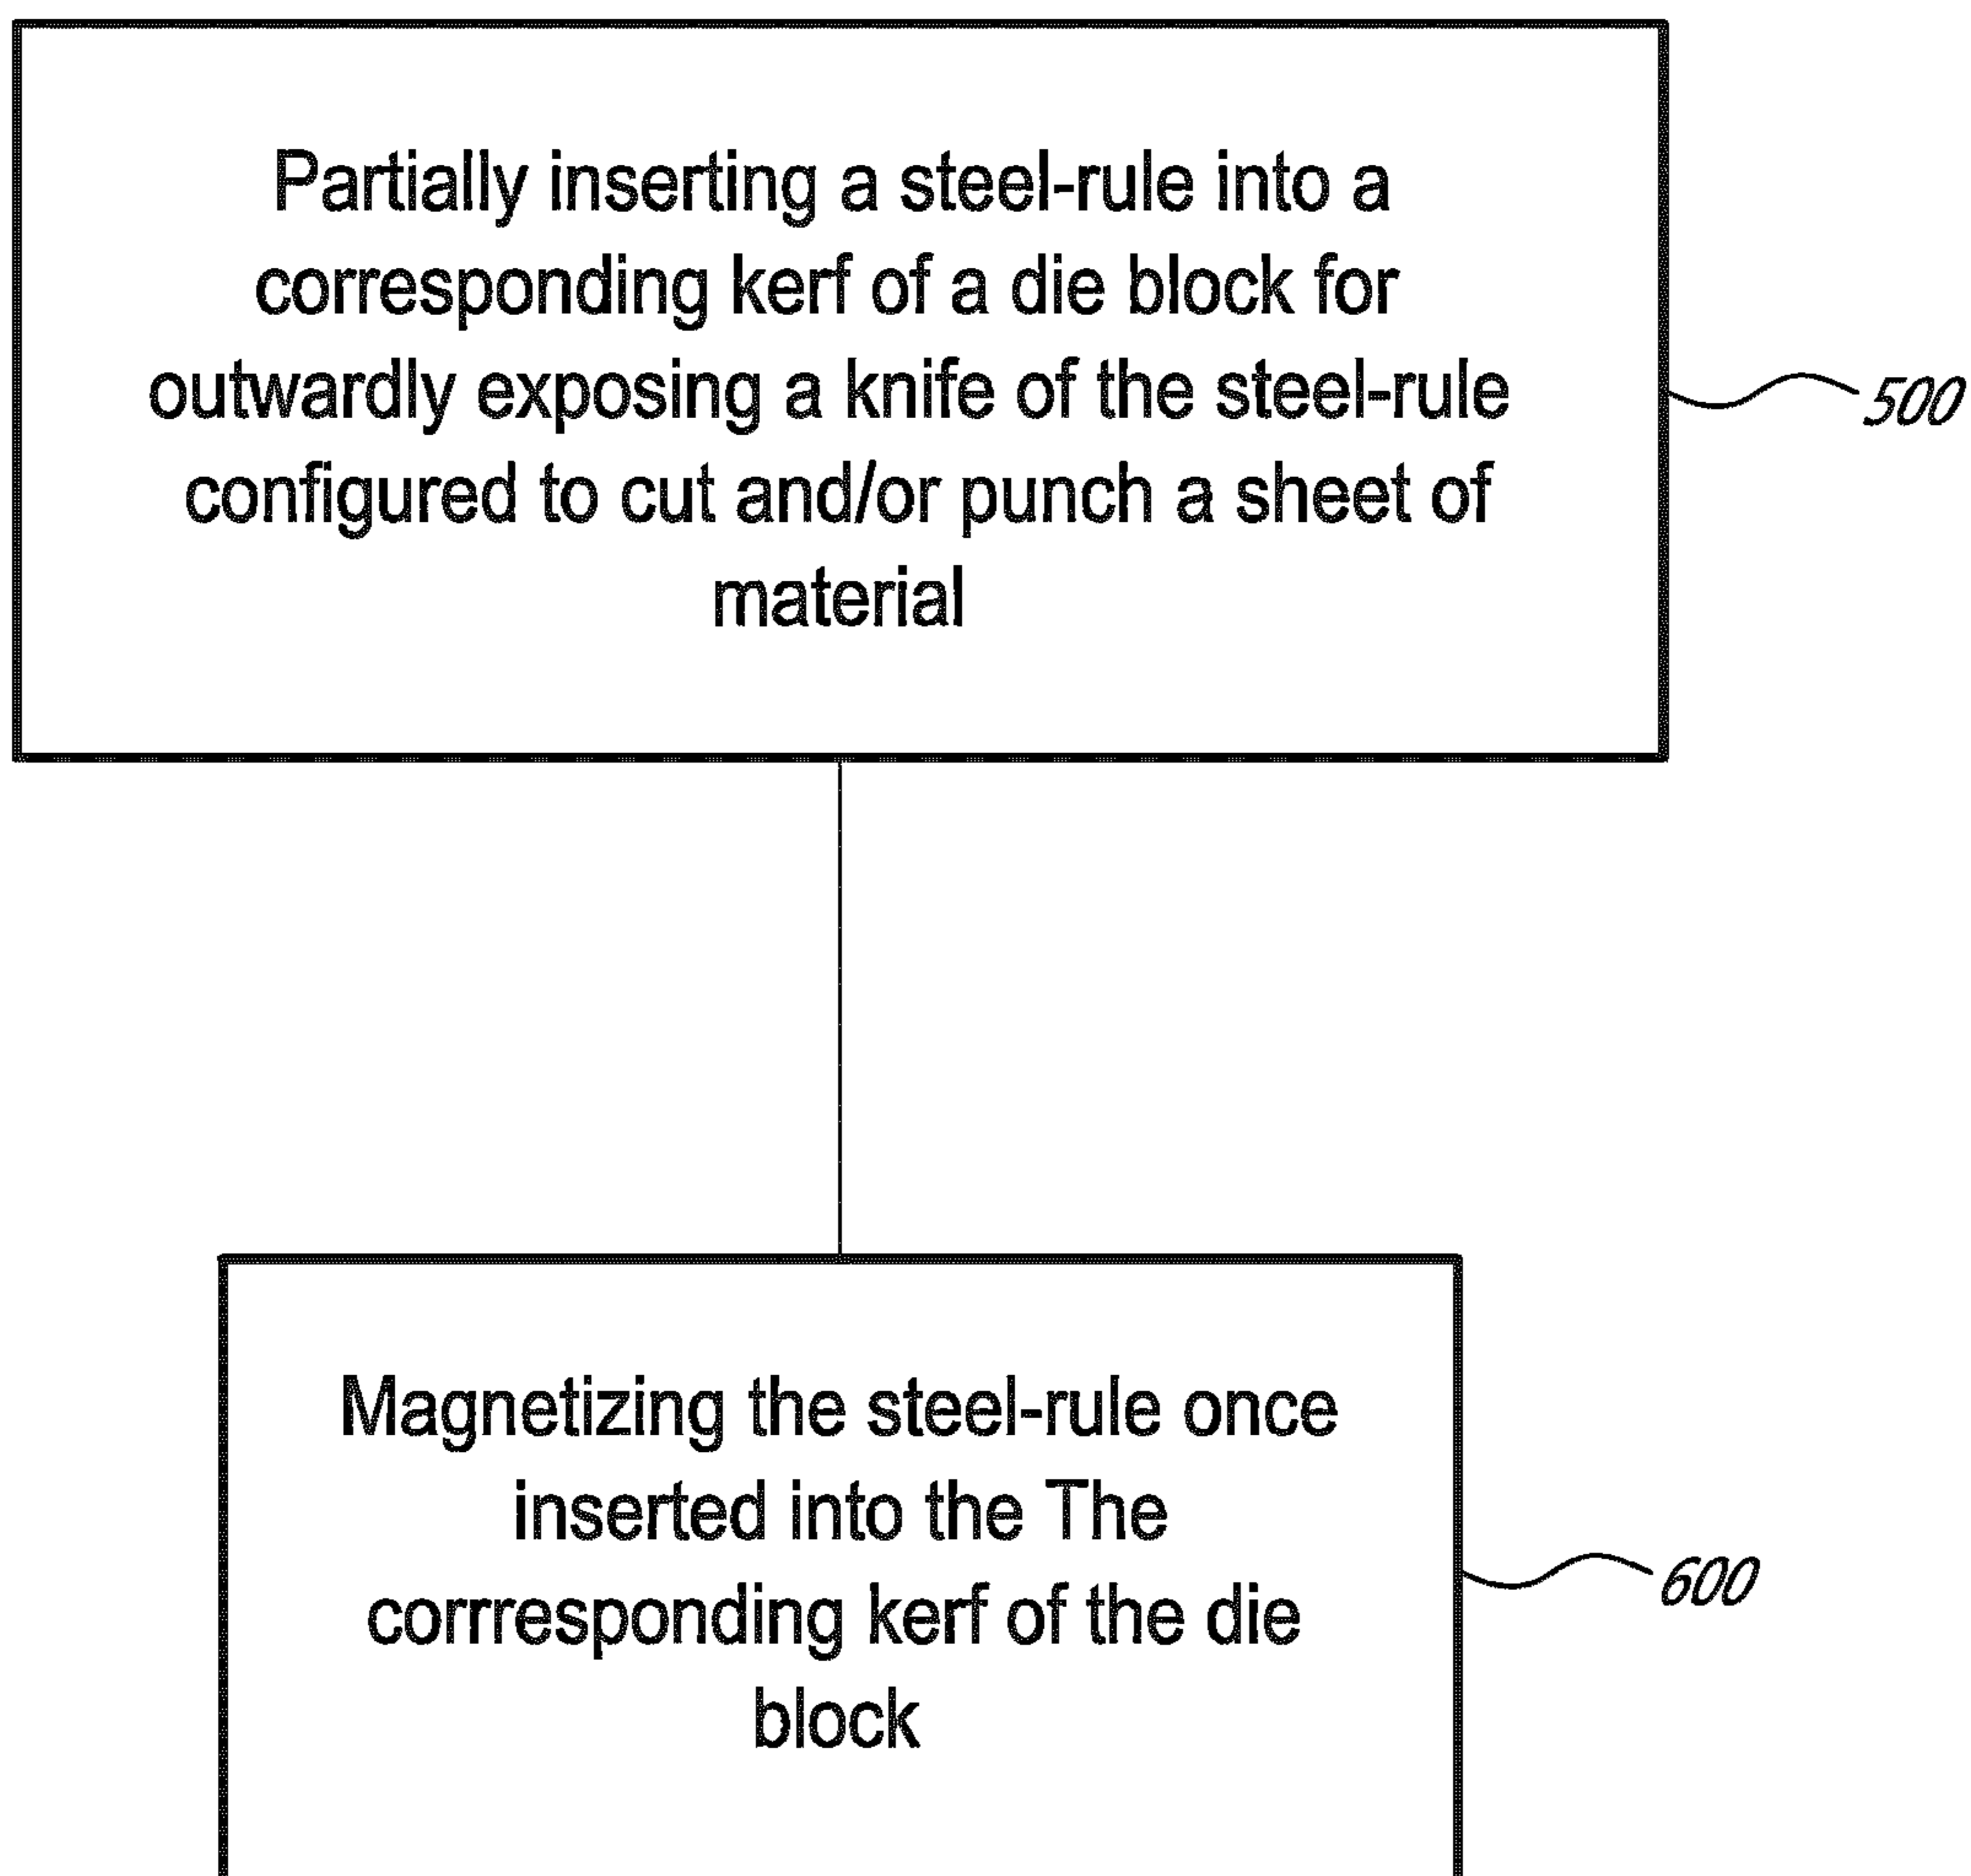 Partially inserting a steel-rule into a
corresponding kerf of a die block for
outwardly exposing a knife of the steel-rule
configured to cut and/or punch a sheet of
material
500
Magnetizing the steel-rule once
inserted into the The
corrresponding kerf of the die
block
600